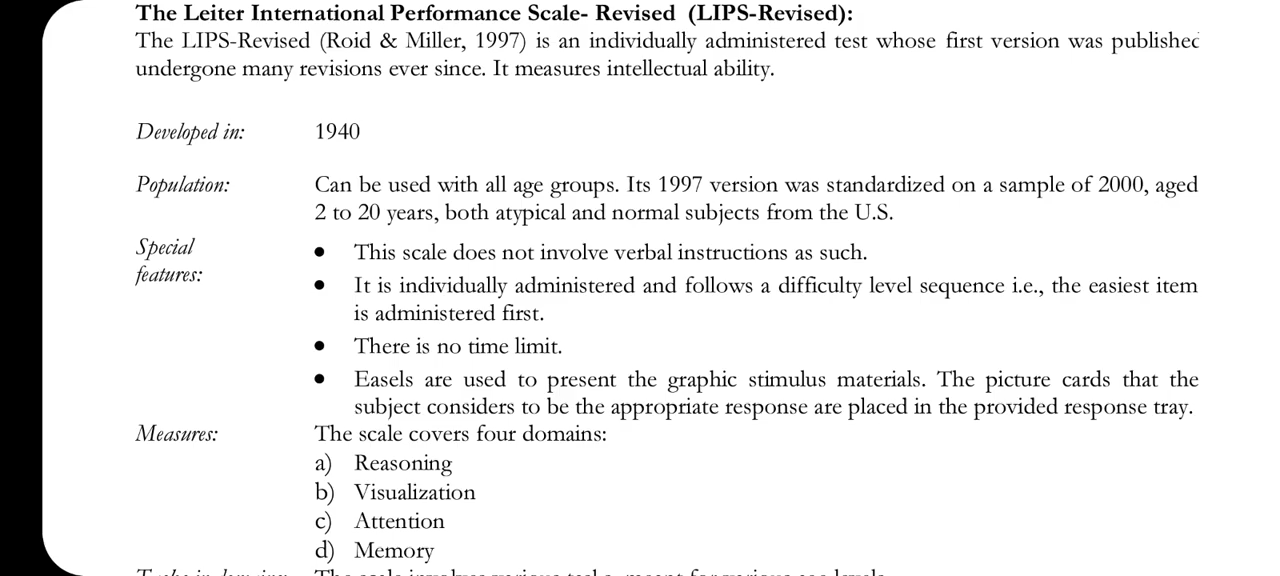 The Leiter International Performance Scale- Revised (LIPS-Revised):
The LIPS-Revised (Roid & Miller, 1997) is an individually administered test whose first version was published
undergone many revisions ever since. It measures intellectual ability.
Developed in: 1940
Population: Can be used with all age groups. Its 1997 version was standardized on a sample of 2000, aged
2 to 20 years, both atypical and normal subjects from the U.S.
Special
features:
• This scale does not involve verbal instructions as such.
• It is individually administered and follows a difficulty level sequence i.e., the easiest item
is administered first.
• There is no time limit.
• Easels are used to present the graphic stimulus materials. The picture cards that the
subject considers to be the appropriate response are placed in the provided response tray.
Measures: The scale covers four domains:
a) Reasoning
b) Visualization
c) Attention
d) Memory